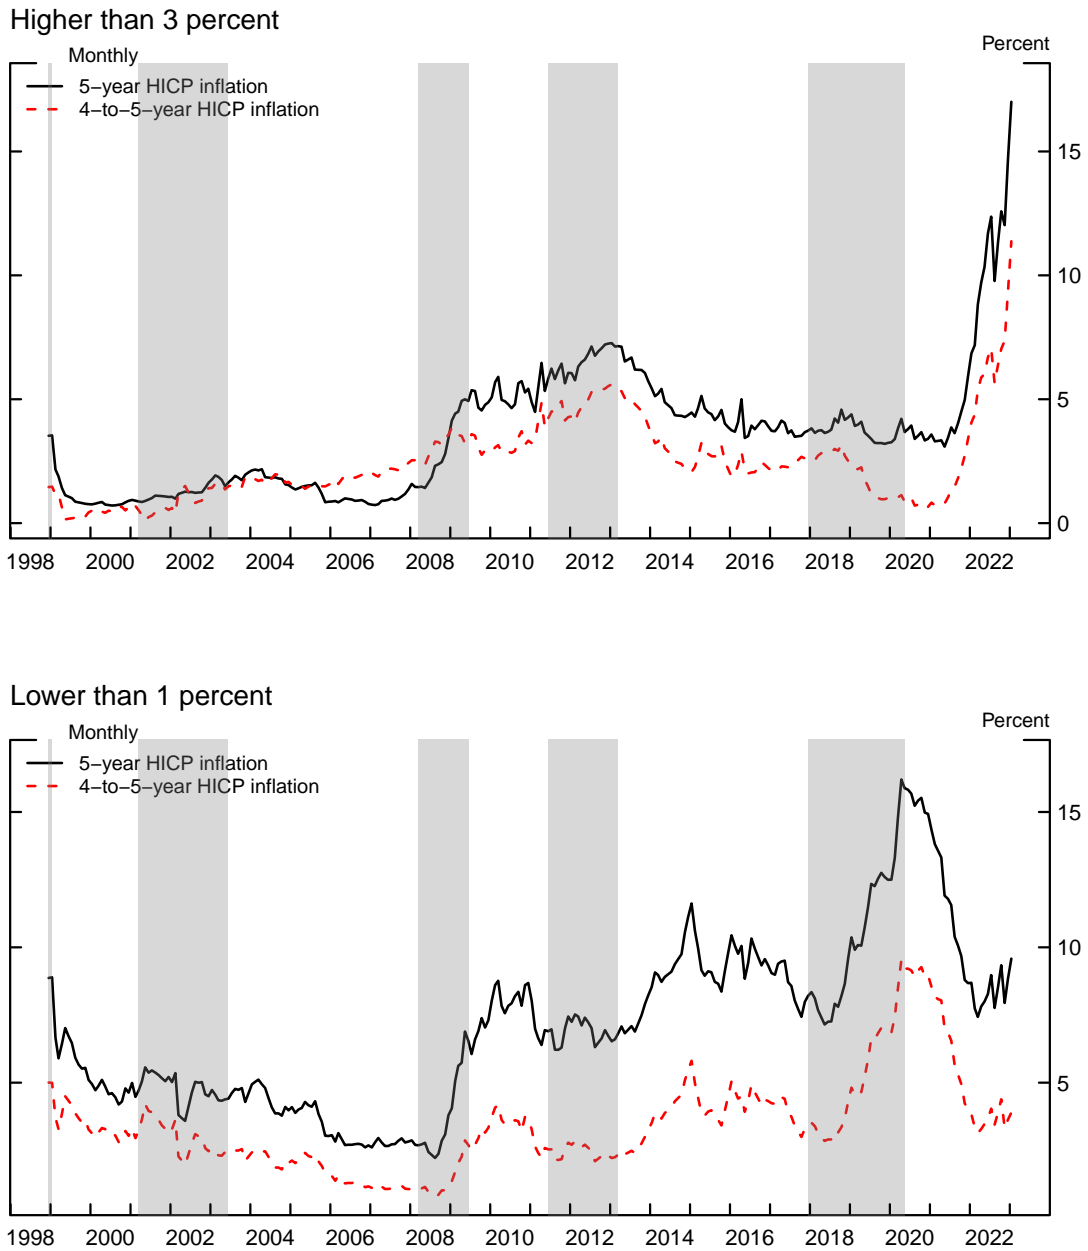 Higher than 3 percent
Monthly
Percent
5−year HICP inflation
4−to−5−year HICP inflation
15
10
5
0
1998 2000 2002 2004 2006 2008 2010 2012 2014 2016 2018 2020 2022
Lower than 1 percent
Monthly
Percent
5−year HICP inflation
4−to−5−year HICP inflation
15
10
5
1998 2000 2002 2004 2006 2008 2010 2012 2014 2016 2018 2020 2022